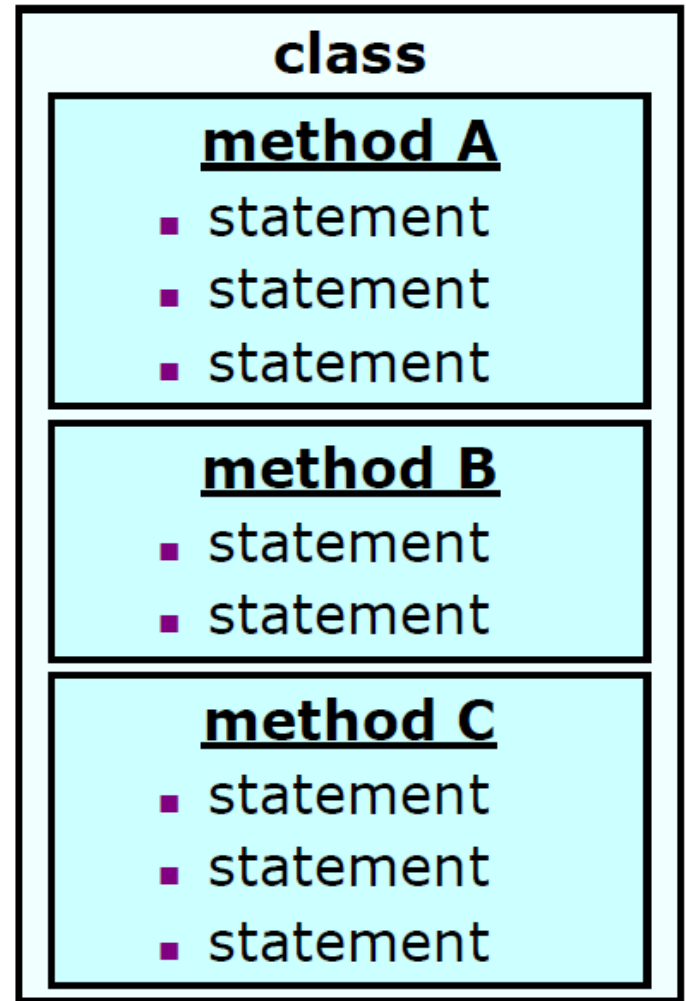 class
method A
statement
statement
statement
method B
statement
statement
method C
statement
statement
statement